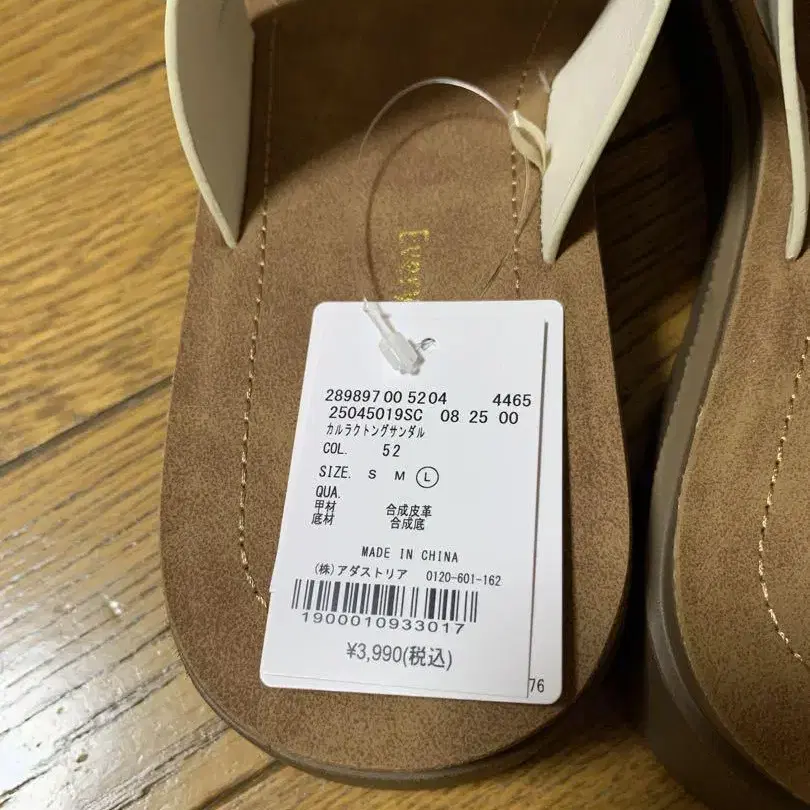 289897 00 5204 4465
25045019SC 08 25 00
カルラクトングサンダル
COL. 52
SIZE. S M L
QUA.
甲材 合成皮革
底材 合成底
MADE IN CHINA
(株)アダストリア 0120-601-162
1900010933017
¥3,990(税込)
76